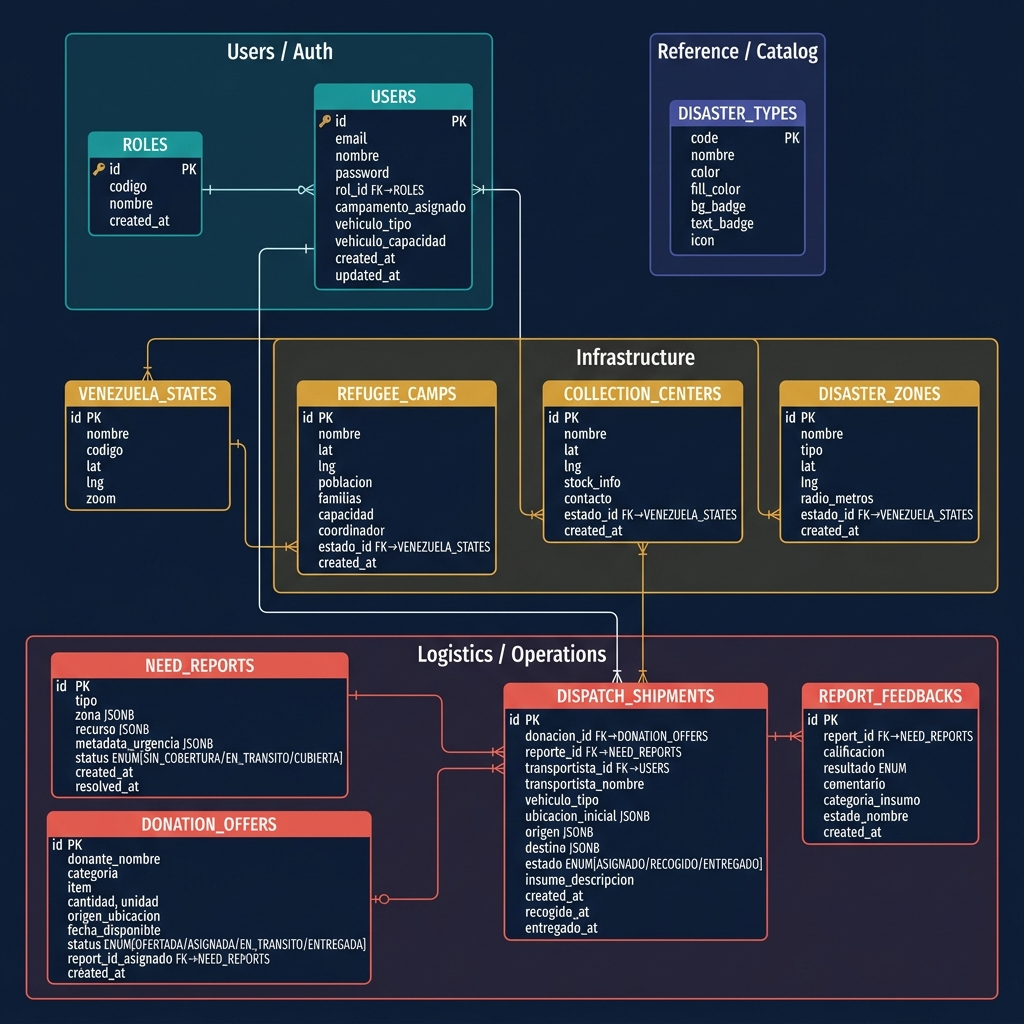 Users / Auth
ROLES
id PK
codigo
nombre
created_at
USERS
id PK
email
nombre
password
rol_id FK→ROLES
campamento_asignado
vehiculo_tipo
vehiculo_capacidad
created_at
updated_at
Reference / Catalog
DISASTER_TYPES
code PK
nombre
color
fill_color
bg_badge
text_badge
icon
VENEZUELA_STATES
id PK
nombre
codigo
lat
lng
zoom
Infrastructure
REFUGEE_CAMPS
id PK
nombre
lat
lng
poblacion
familias
capacidad
coordinador
estado_id FK→VENEZUELA_STATES
created_at
COLLECTION_CENTERS
id PK
nombre
lat
lng
stock_info
contacto
estado_id FK→VENEZUELA_STATES
created_at
DISASTER_ZONES
id PK
nombre
tipo
lat
lng
radio_metros
estado_id FK→VENEZUELA_STATES
created_at
Logistics / Operations
NEED_REPORTS
id PK
tipo
zona JSONB
recurso JSONB
metadata_urgencia JSONB
status ENUM[SIN_COBERTURA/EN_TRANSITO/CUBIERTA]
created_at
resolved_at
DONATION_OFFERS
id PK
donante_nombre
categoria
item
cantidad, unidad
origen_ubicacion
fecha_disponible
status ENUM[OFERTADA/ASIGNADA/EN_TRANSITO/ENTREGADA]
report_id_asignado FK→NEED_REPORTS
created_at
DISPATCH_SHIPMENTS
id PK
donacion_id FK→DONATION_OFFERS
reporte_id FK→NEED_REPORTS
transportista_id FK→USERS
transportista_nombre
vehiculo_tipo
ubicacion_inicial JSONB
origen JSONB
destino JSONB
estado ENUM[ASIGNADO/RECOGIDO/ENTREGADO]
insume_descripcion
created_at
recogido_at
entregado_at
REPORT_FEEDBACKS
id PK
report_id FK→NEED_REPORTS
calificacion
resultado ENUM
comentario
categoria_insumo
estado_nombre
created_at